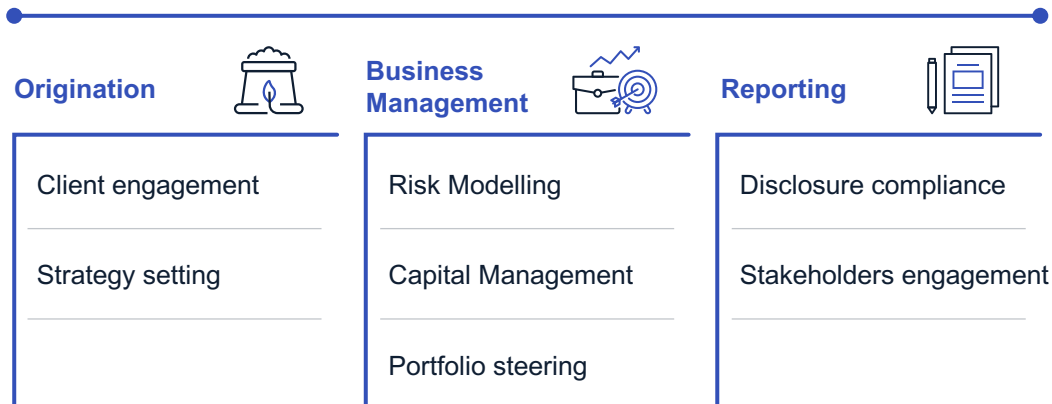 Origination
Client engagement
Strategy setting
Business
Management
Risk Modelling
Capital Management
Portfolio steering
Reporting
Disclosure compliance
Stakeholders engagement